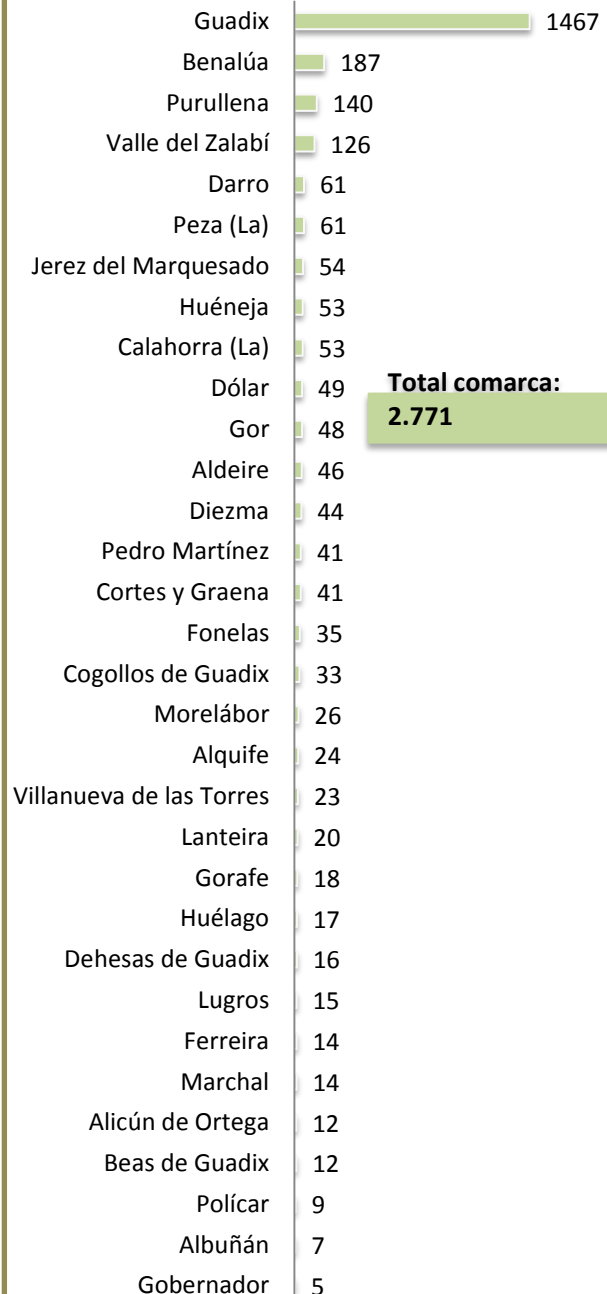 Guadix 1467
Benalúa 187
Purullena 140
Valle del Zalabí 126
Darro 61
Peza (La) 61
Jerez del Marquesado 54
Huéneja 53
Calahorra (La) 53
Dólar 49
Total comarca:
2.771
Gor 48
Aldeire 46
Diezma 44
Pedro Martínez 41
Cortes y Graena 41
Fonelas 35
Cogollos de Guadix 33
Morelábor 26
Alquife 24
Villanueva de las Torres 23
Lanteira 20
Gorafe 18
Huélago 17
Dehesas de Guadix 16
Lugros 15
Ferreira 14
Marchal 14
Alicún de Ortega 12
Beas de Guadix 12
Polícar 9
Albuñán 7
Gobernador 5